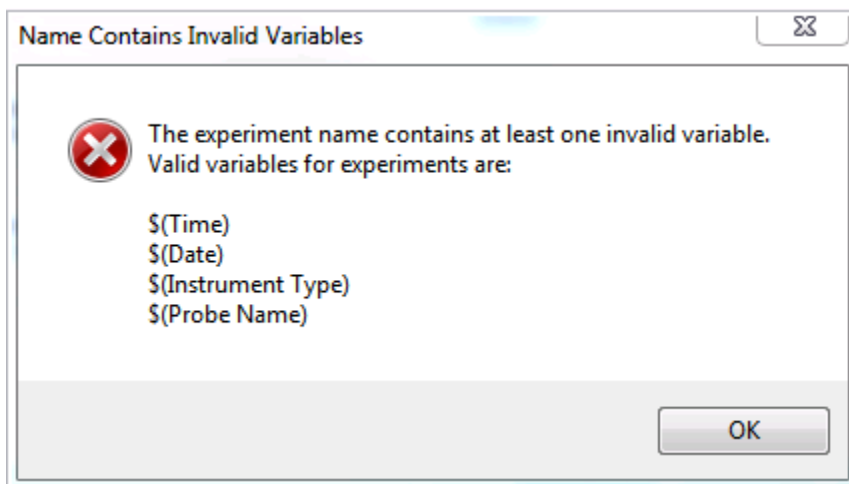 Name Contains Invalid Variables
The experiment name contains at least one invalid variable.
Valid variables for experiments are:
$(Time)
$(Date)
$(Instrument Type)
$(Probe Name)
OK